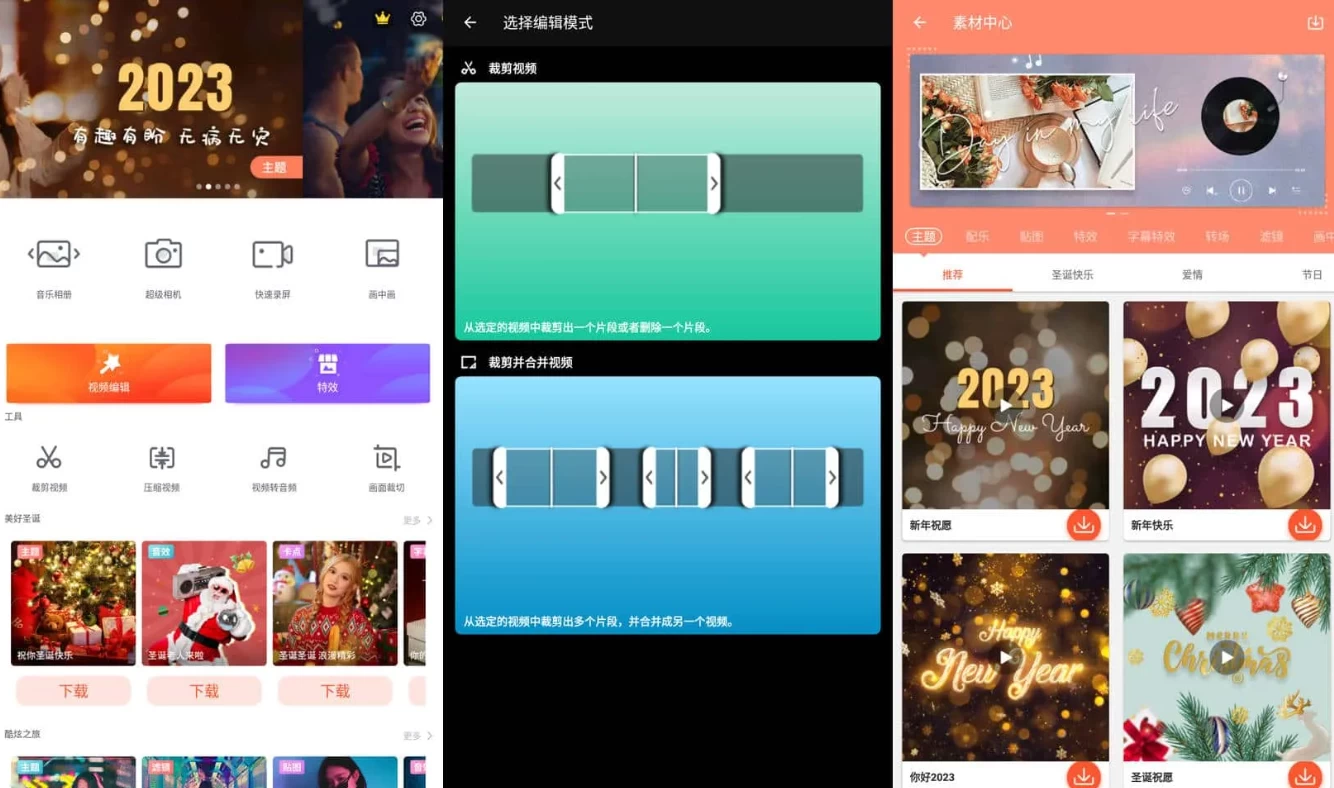 2023
有趣有盼 无病无灾
主题
音乐相册
超级相机
快速录屏
画中画
视频编辑
特效
工具
裁剪视频
压缩视频
视频转音频
画面裁切
美好圣诞
更多
主题
音效
卡点
祝你圣诞快乐
圣诞老人来啦
圣诞圣诞 浪漫精彩
下载
下载
下载
酷炫之旅
更多
主题
滤镜
贴图
选择编辑模式
裁剪视频
从选定的视频中裁剪出一个片段或者删除一个片段。
裁剪并合并视频
从选定的视频中裁剪出多个片段，并合并成另一个视频。
素材中心
Day in my life
主题
配乐
贴图
特效
字幕特效
转场
滤镜
画中
推荐
圣诞快乐
爱情
节日
2023
Happy New Year
新年祝愿
2023
HAPPY NEW YEAR
新年快乐
Happy
New Year
你好2023
Christmas
圣诞祝愿